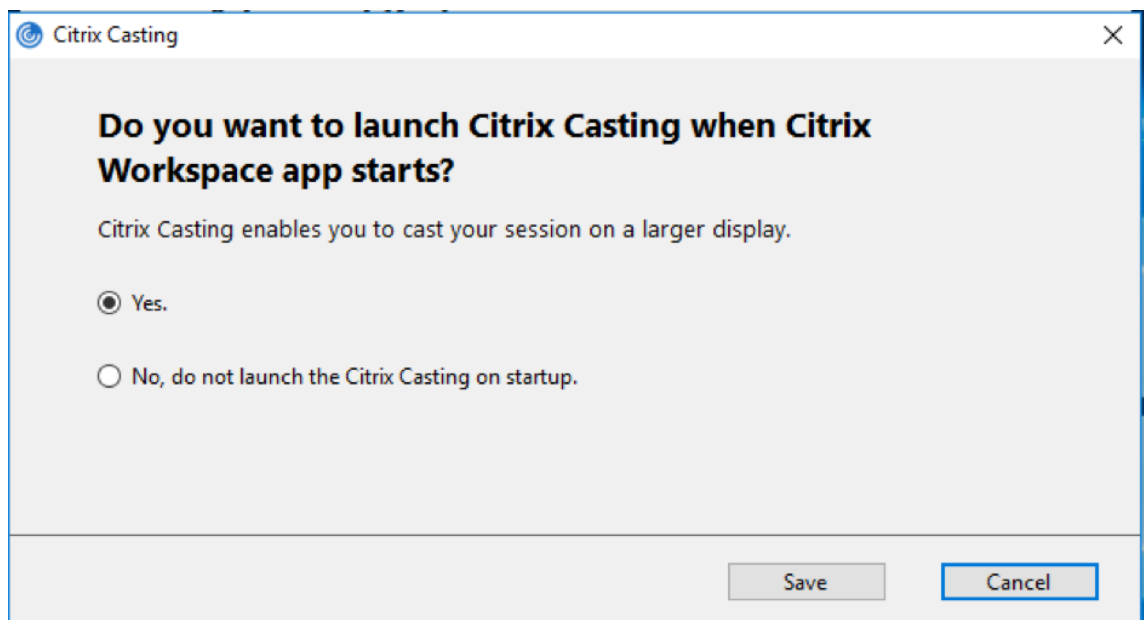 Citrix Casting
Do you want to launch Citrix Casting when Citrix
Workspace app starts?
Citrix Casting enables you to cast your session on a larger display.
Yes.
No, do not launch the Citrix Casting on startup.
Save
Cancel